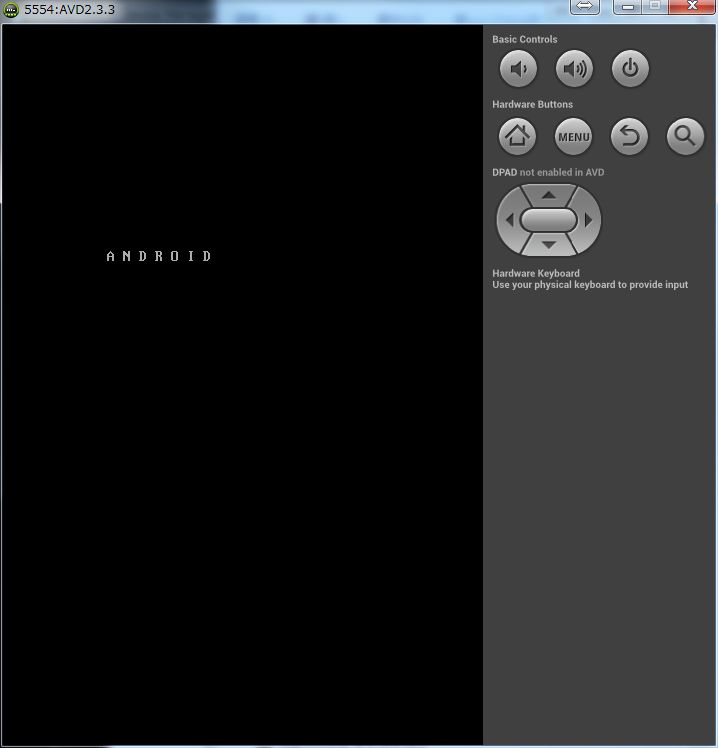 5554:AVD2.3.3
Basic Controls
Hardware Buttons
MENU
DPAD not enabled in AVD
ANDROID
Hardware Keyboard
Use your physical keyboard to provide input